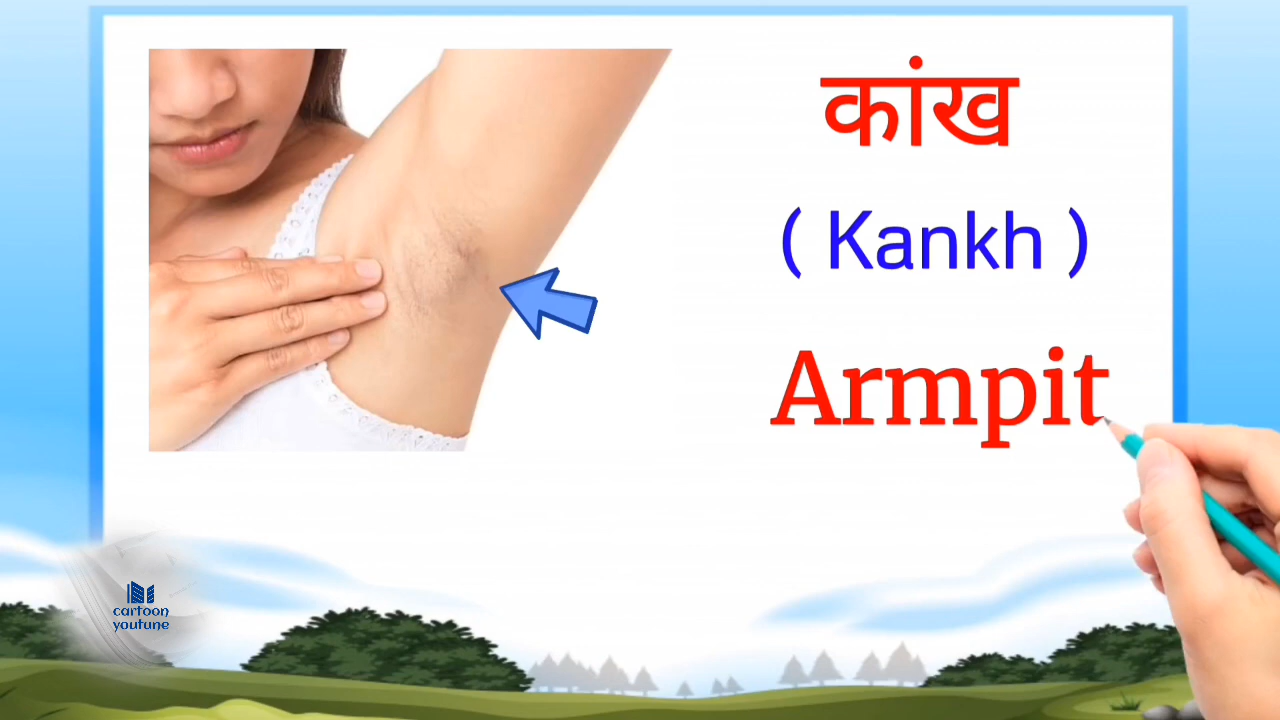 कांख
( Kankh )
Armpit
cartoon
youtune